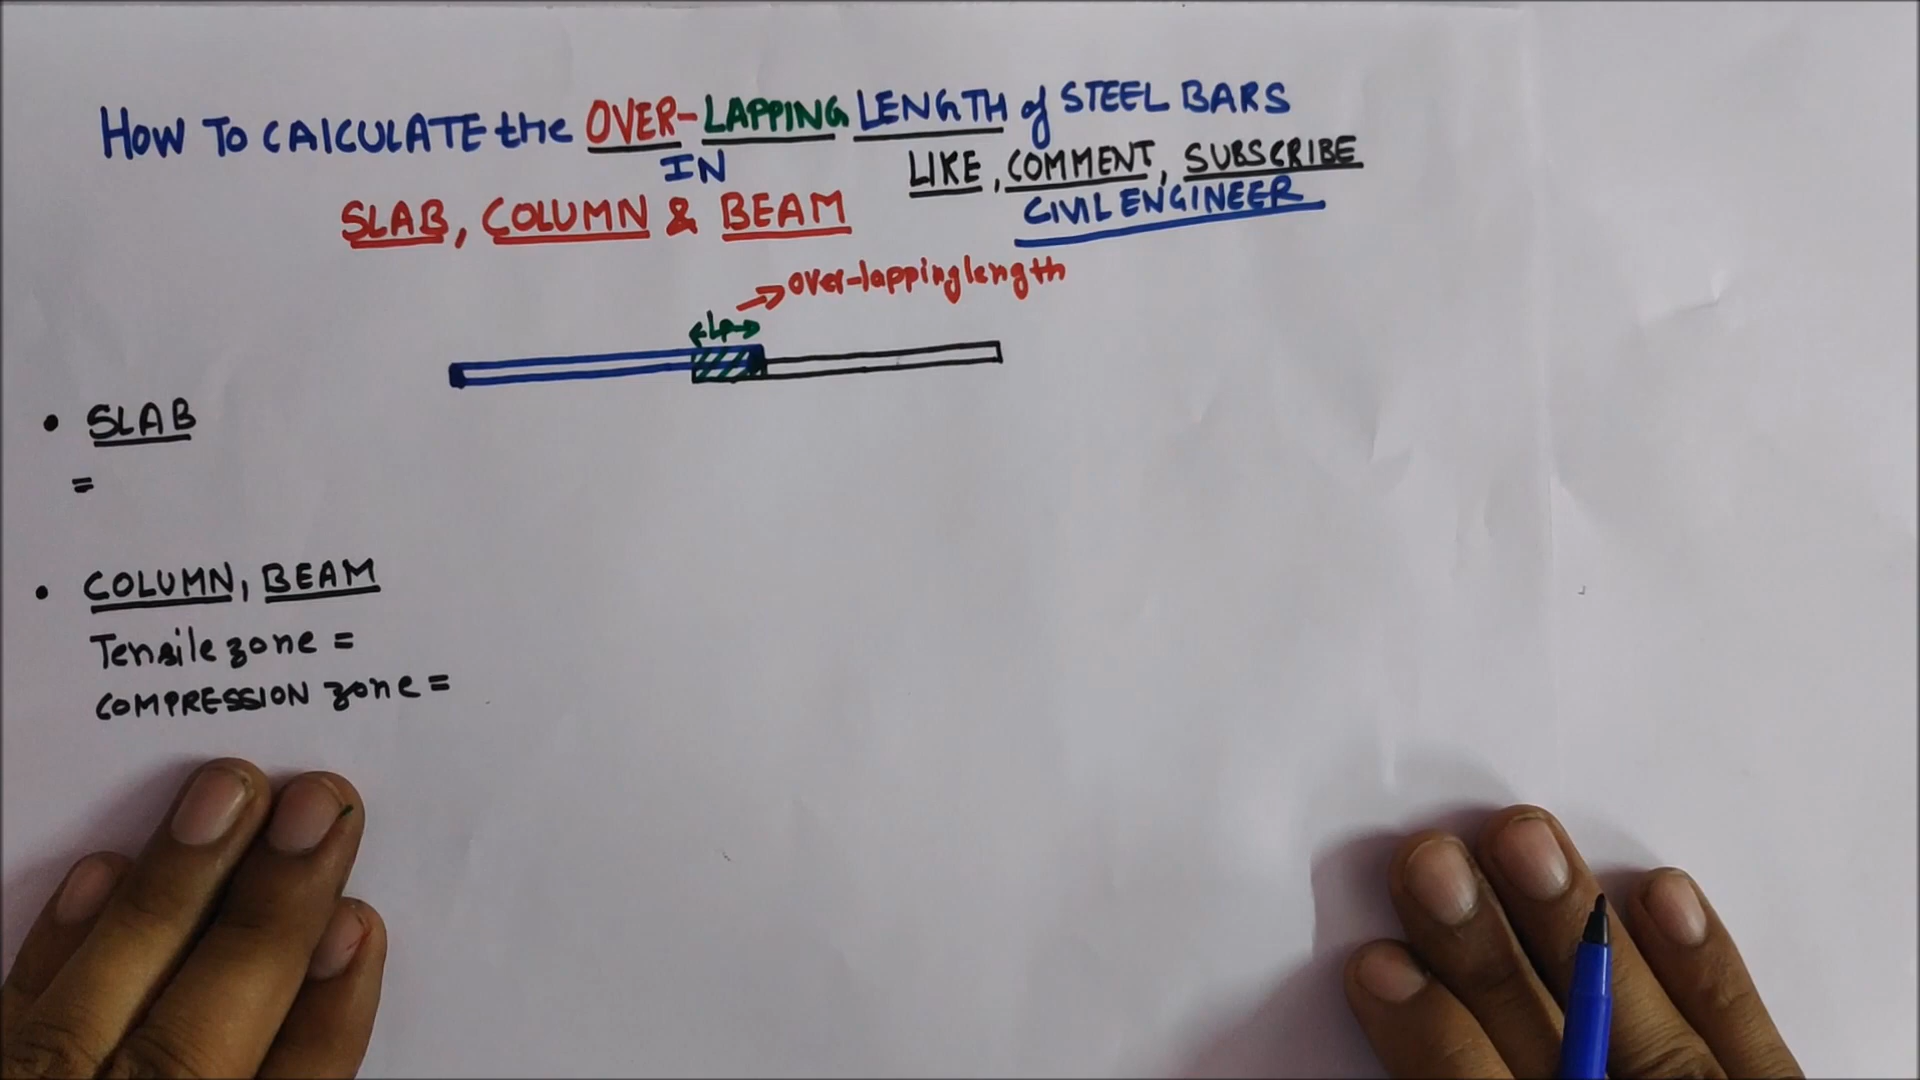 HOW TO CALCULATE the OVER-LAPPING LENGTH of STEEL BARS
IN
SLAB, COLUMN & BEAM
LIKE, COMMENT, SUBSCRIBE
CIVIL ENGINEER
over-lapping length
LP
• SLAB
=
• COLUMN, BEAM
Tensile zone =
COMPRESSION zone =